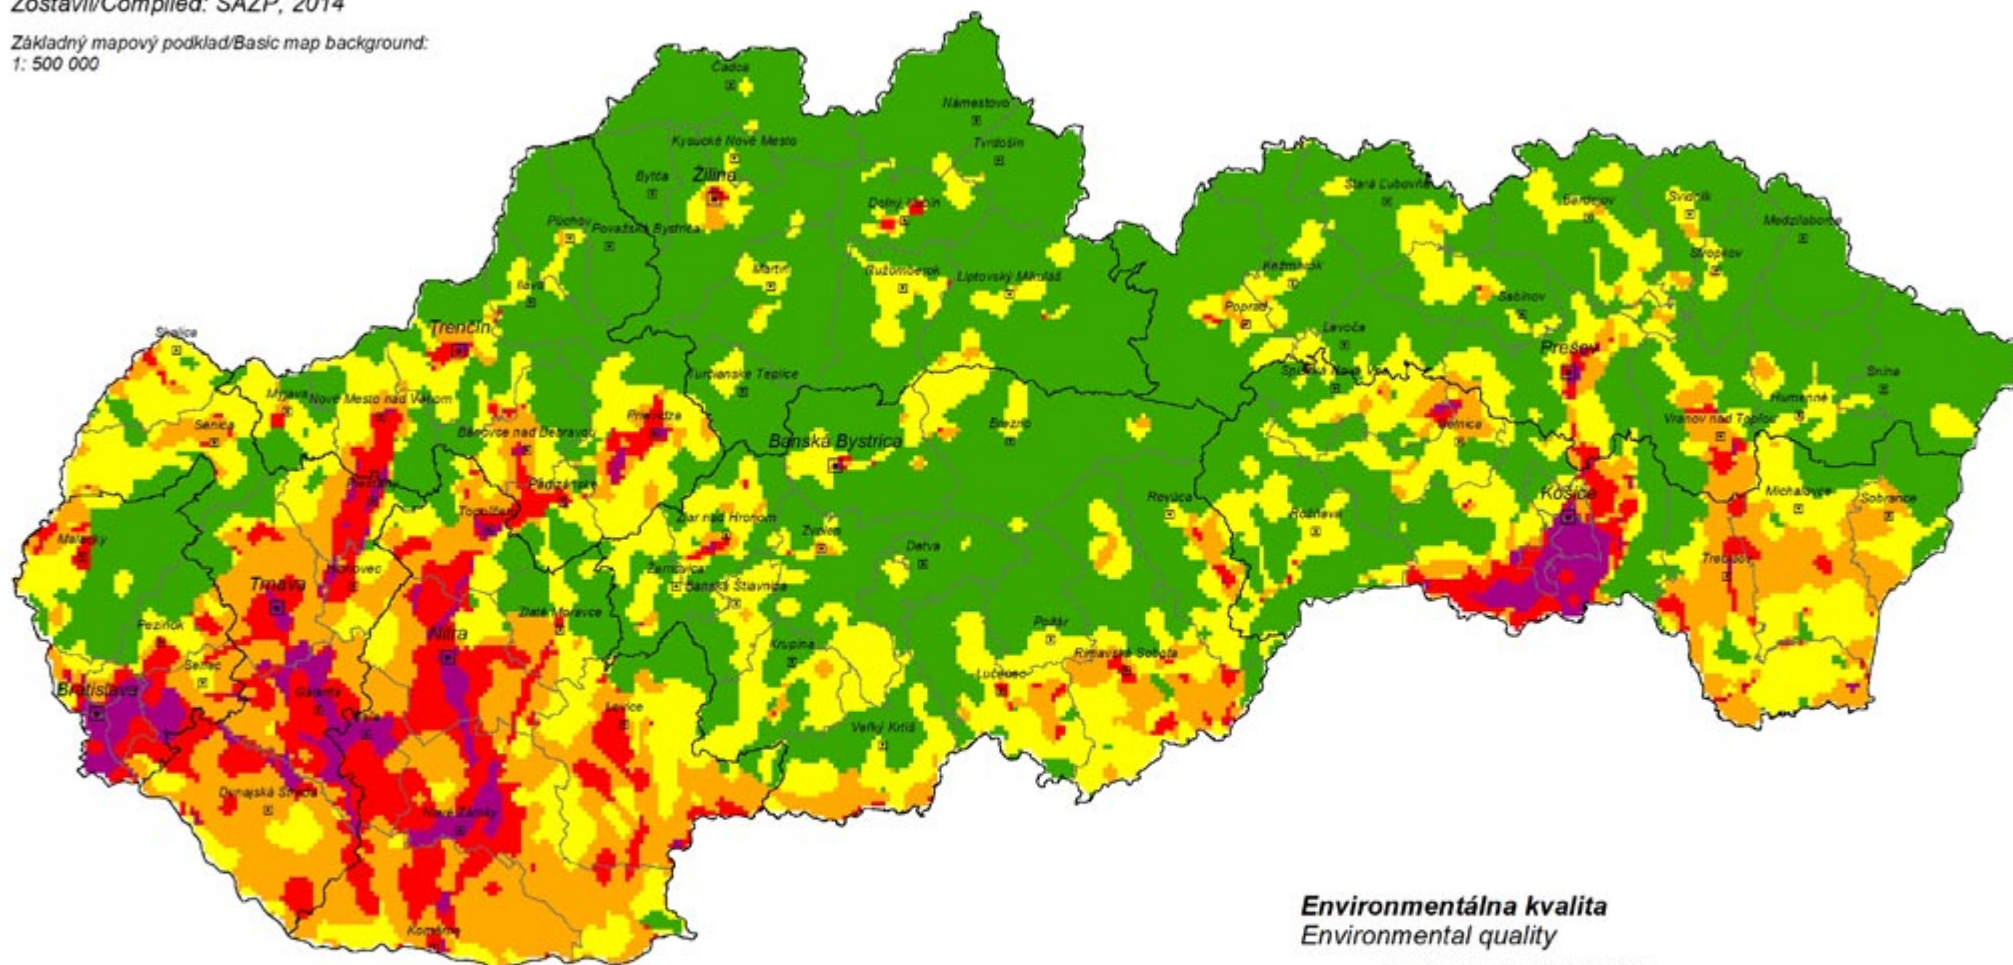 Zostavil/Compiled: SAŽP, 2014
Základný mapový podklad/Basic map background:
1: 500 000
Čadca
Námestovo
Kysucké Nové Mesto
Tvrdošín
Bytča
Žilina
Stará Ľubovňa
Dolný Kubín
Bardejov
Svidník
Medzilaborce
Púchov
Považská Bystrica
Stropkov
Martin
Ružomberok
Liptovský Mikuláš
Kežmarok
Ilava
Sabinov
Poprad
Trenčín
Levoča
Skalica
Prešov
Turčianske Teplice
Spišská Nová Ves
Snina
Myjava
Nové Mesto nad Váhom
Prievidza
Humenné
Senica
Bánovce nad Bebravou
Brezno
Vranov nad Topľou
Banská Bystrica
Gelnica
Piešťany
Partizánske
Košice
Michalovce
Sobrance
Topoľčany
Revúca
Žiar nad Hronom
Rožňava
Malacky
Zvolen
Detva
Trebišov
Hlohovec
Žarnovica
Banská Štiavnica
Trnava
Zlaté Moravce
Pezinok
Nitra
Poltár
Krupina
Senec
Rimavská Sobota
Lučenec
Bratislava
Galanta
Levice
Šaľa
Veľký Krtíš
Dunajská Streda
Nové Zámky
Komárno
Environmentálna kvalita
Environmental quality